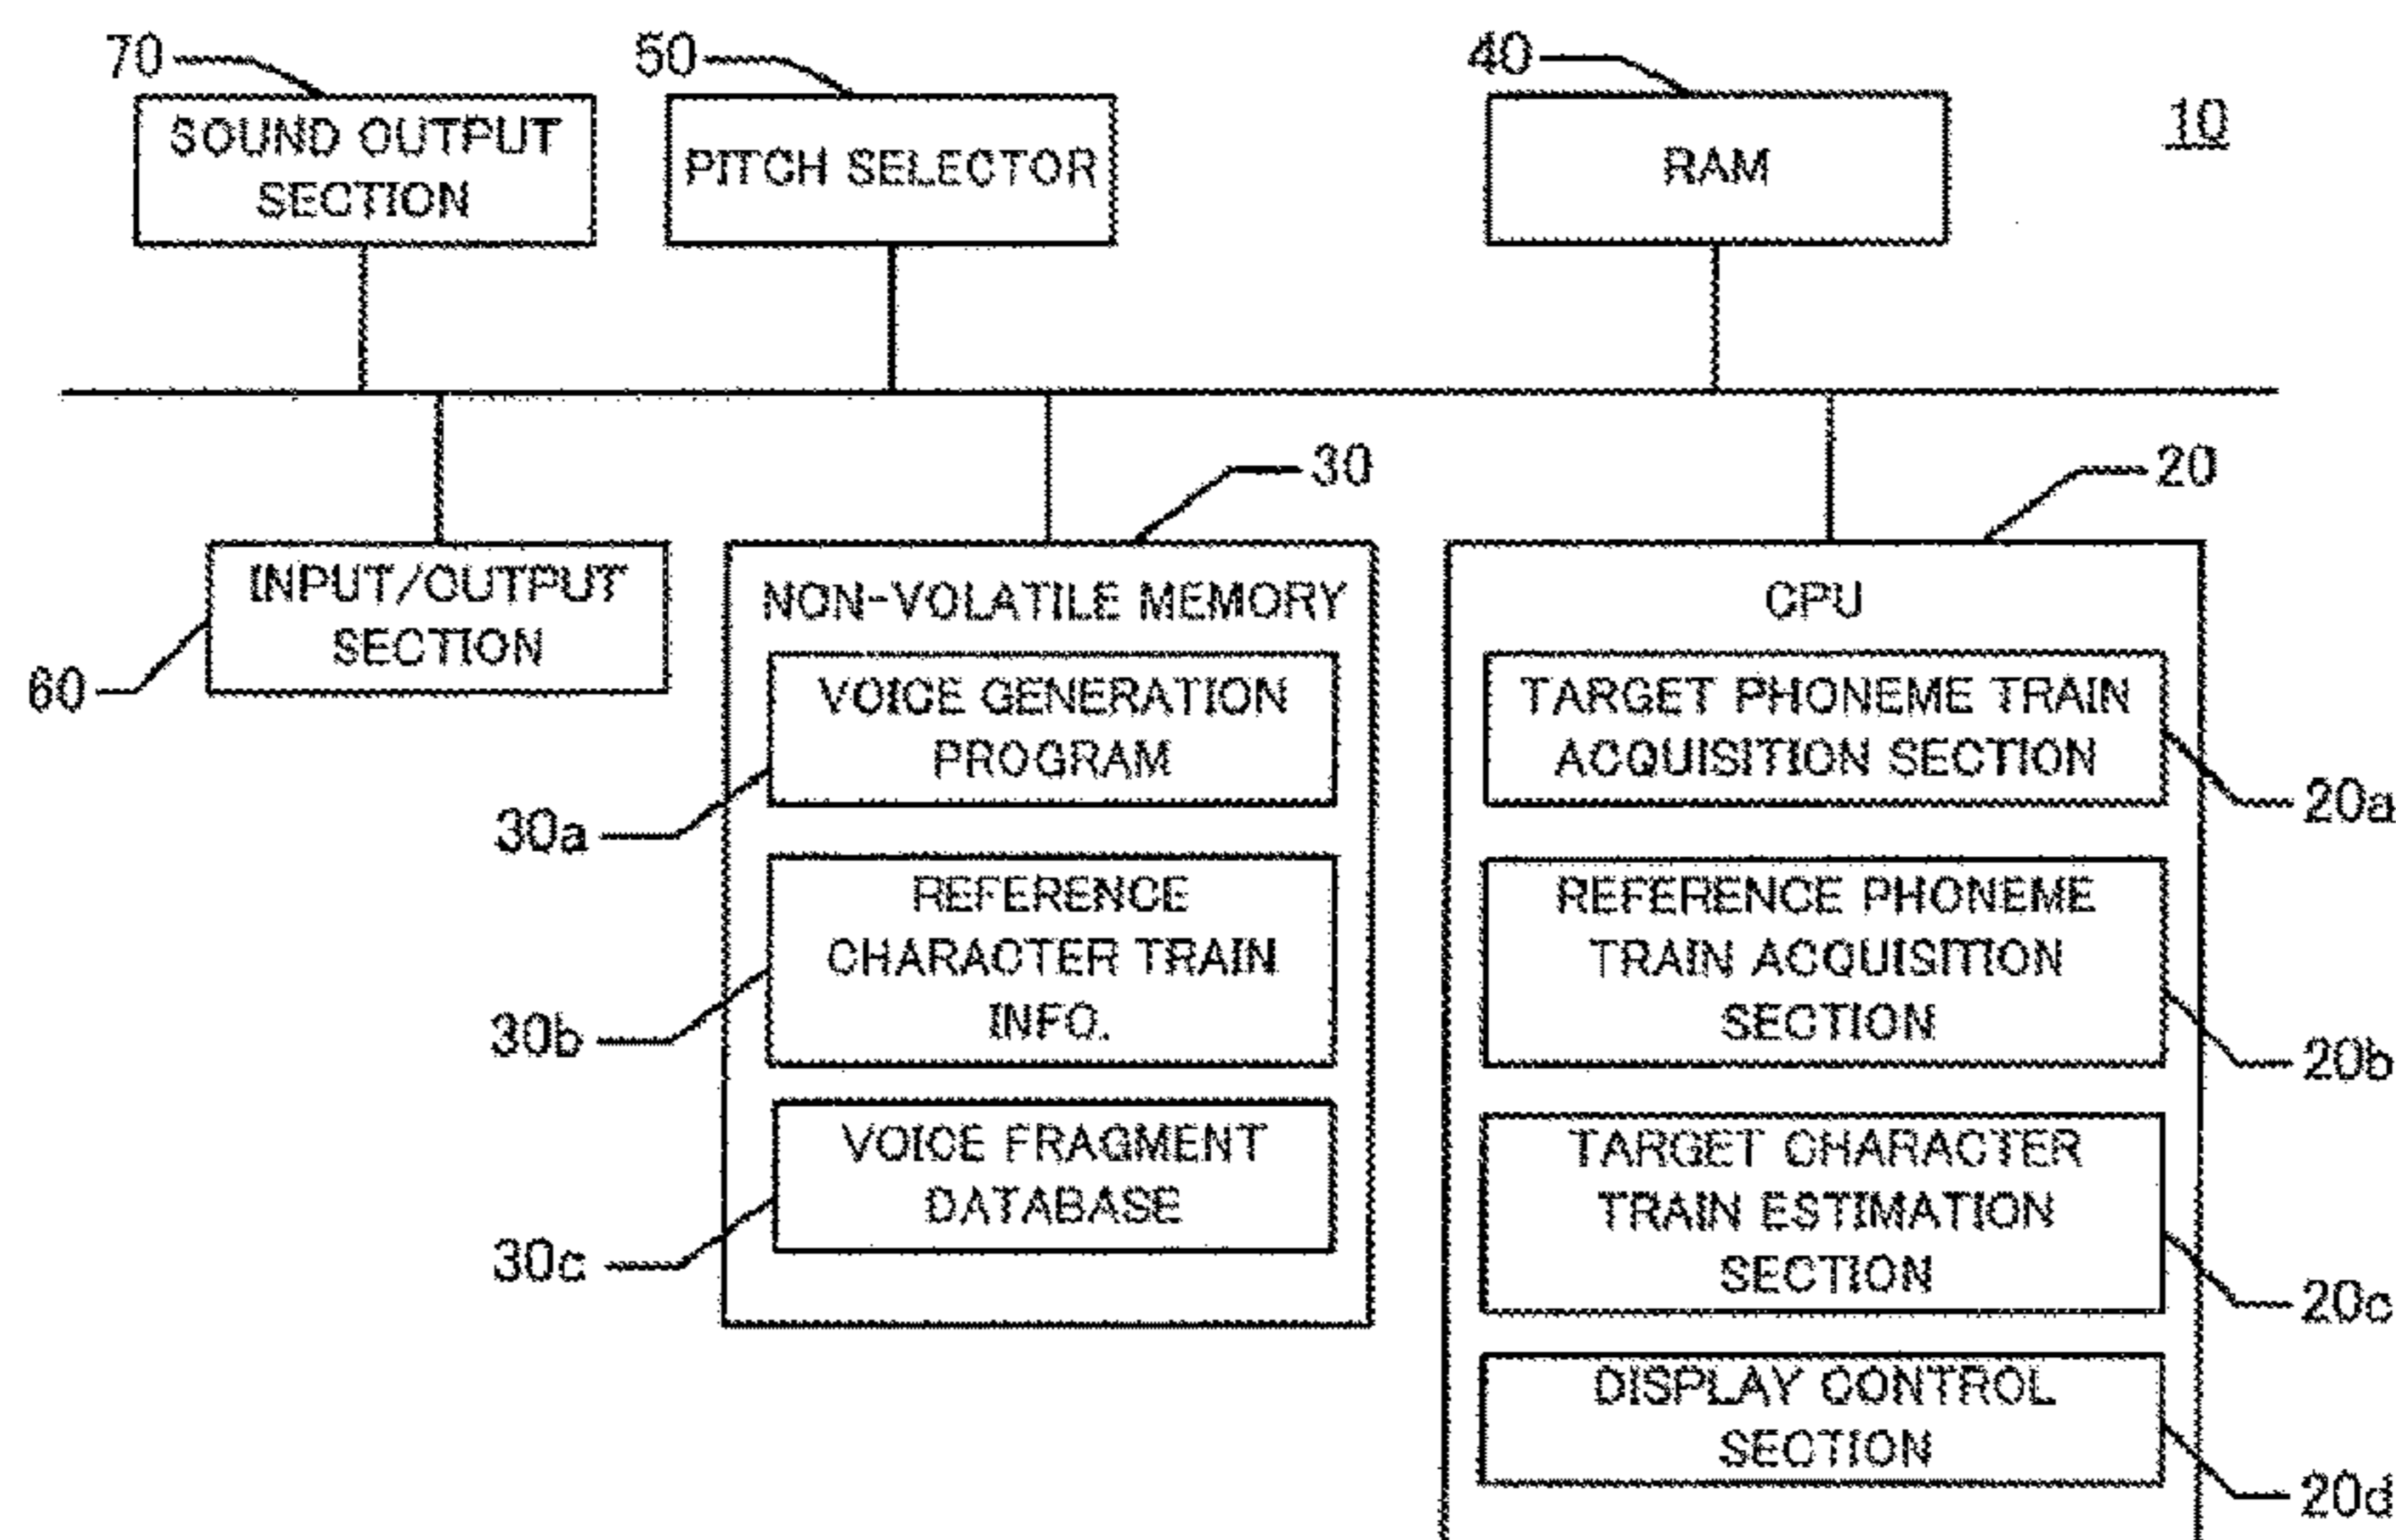 70
50
40
10
SOUND OUTPUT
SECTION
PITCH SELECTOR
RAM
30
20
INPUT/OUTPUT
SECTION
60
NON-VOLATILE MEMORY
VOICE GENERATION
PROGRAM
30a
REFERENCE
CHARACTER TRAIN
INFO.
30b
VOICE FRAGMENT
DATABASE
30c
CPU
TARGET PHONEME TRAIN
ACQUISITION SECTION
20a
REFERENCE PHONEME
TRAIN ACQUISITION
SECTION
20b
TARGET CHARACTER
TRAIN ESTIMATION
SECTION
20c
DISPLAY CONTROL
SECTION
20d